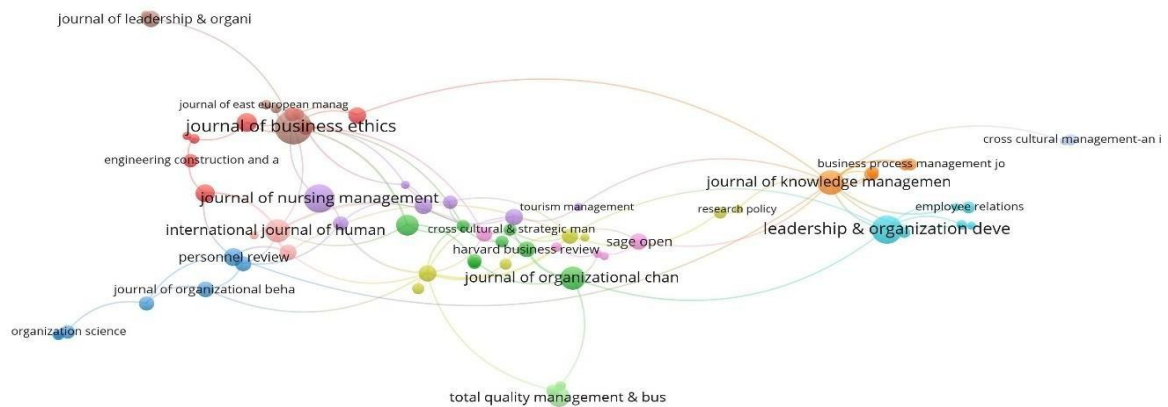 journal of leadership & organi
journal of east european manag
journal of business ethics
cross cultural management-an i
engineering construction and a
business process management jo
journal of knowledge managemen
journal of nursing management
tourism management
research policy
employee relations
international journal of human
cross cultural & strategic man
leadership & organization deve
sage open
harvard business review
personnel review
journal of organizational chan
journal of organizational beha
organization science
total quality management & bus